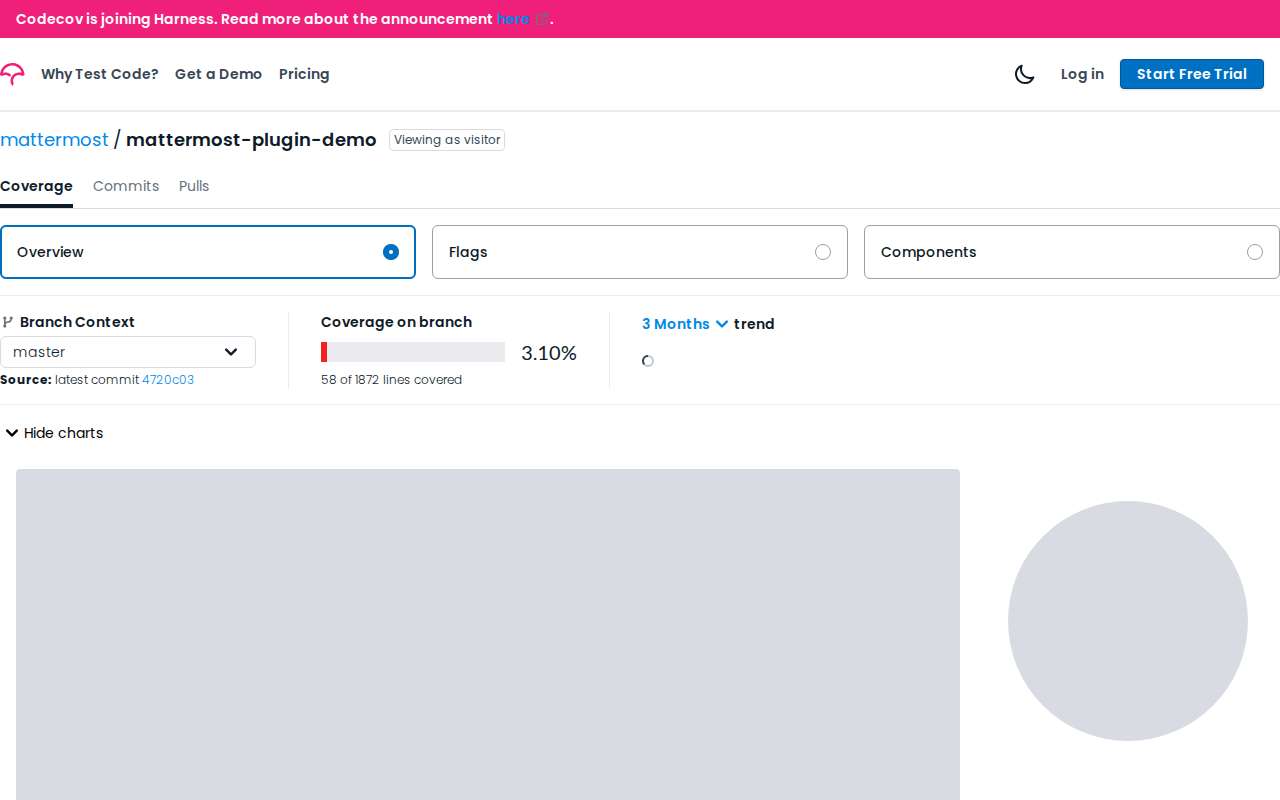 Codecov is joining Harness. Read more about the announcement here .
Why Test Code? Get a Demo Pricing Log in Start Free Trial
mattermost / mattermost-plugin-demo Viewing as visitor
Coverage Commits Pulls
Overview Flags Components
Branch Context
master
Source: latest commit 4720c03
Coverage on branch
3.10%
58 of 1872 lines covered
3 Months trend
Hide charts